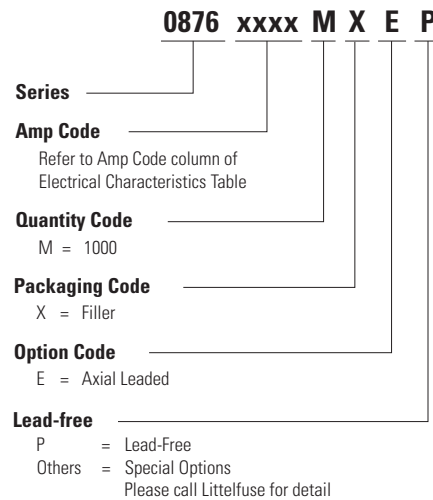 0876 xxxx M X E P
Series
Amp Code
Refer to Amp Code column of
Electrical Characteristics Table
Quantity Code
M = 1000
Packaging Code
X = Filler
Option Code
E = Axial Leaded
Lead-free
P = Lead-Free
Others = Special Options
Please call Littelfuse for detail